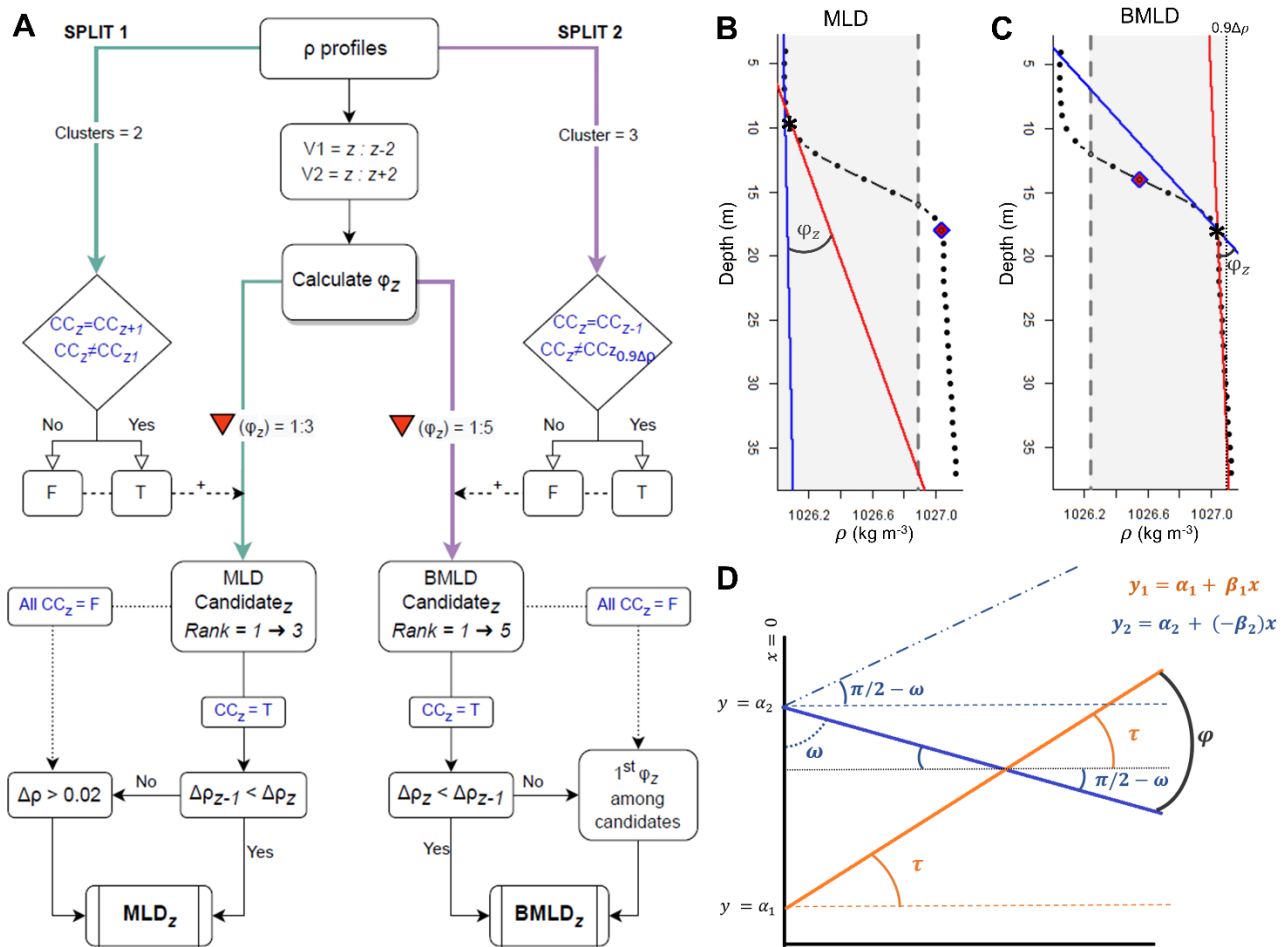 A
SPLIT 1
SPLIT 2
ρ profiles
Clusters = 2
Cluster = 3
V1 = z : z-2
V2 = z : z+2
Calculate φz
CCz=CCz+1
CCz≠CCz1
CCz=CCz-1
CCz≠CCz0.9Δρ
No
Yes
(φz) = 1:3
(φz) = 1:5
No
Yes
F
T
+
+
F
T
All CCz = F
MLD
Candidatez
Rank = 1 → 3
BMLD
Candidatez
Rank = 1 → 5
All CCz = F
CCz = T
CCz = T
Δρ > 0.02
No
Δρz-1 < Δρz
Δρz < Δρz-1
No
1st φz
among
candidates
Yes
Yes
MLDz
BMLDz
B
MLD
5
10
15
20
25
30
35
Depth (m)
φz
1026.2
1026.6
1027.0
ρ (kg m-3)
C
BMLD
0.9Δρ
5
10
15
20
25
30
35
Depth (m)
φz
1026.2
1026.6
1027.0
ρ (kg m-3)
D
y1 = α1 + β1x
y2 = α2 + (-β2)x
x = 0
π/2 − ω
y = α2
ω
τ
φ
π/2 − ω
τ
y = α1